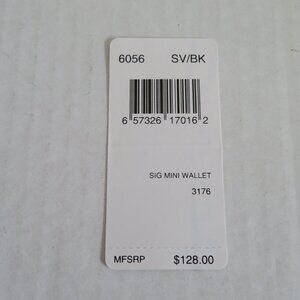 6056 SV/BK
6 57326 17016 2
SIG MINI WALLET
3176
MFSRP $128.00